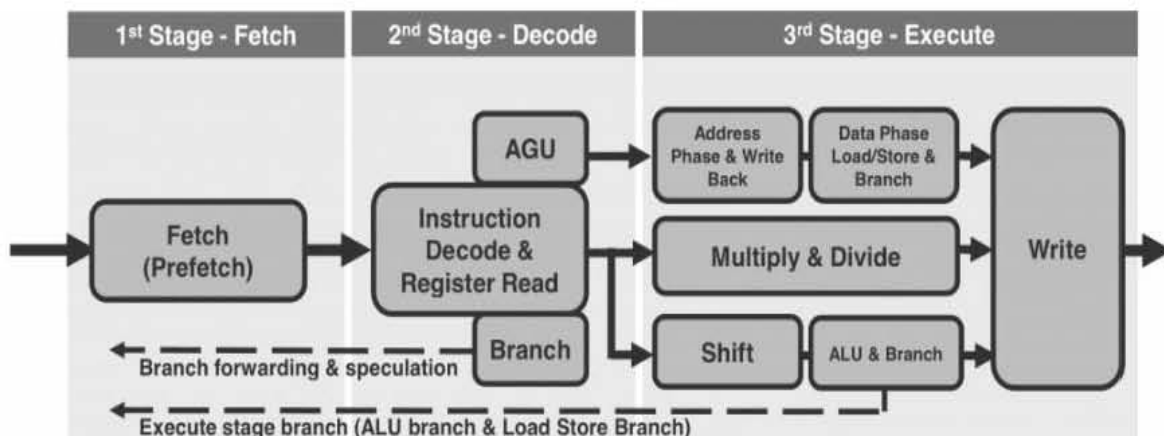 1st Stage - Fetch
2nd Stage - Decode
3rd Stage - Execute
AGU
Address
Phase & Write
Back
Data Phase
Load/Store &
Branch
Fetch
(Prefetch)
Instruction
Decode &
Register Read
Multiply & Divide
Write
Branch
Shift
ALU & Branch
Branch forwarding & speculation
Execute stage branch (ALU branch & Load Store Branch)